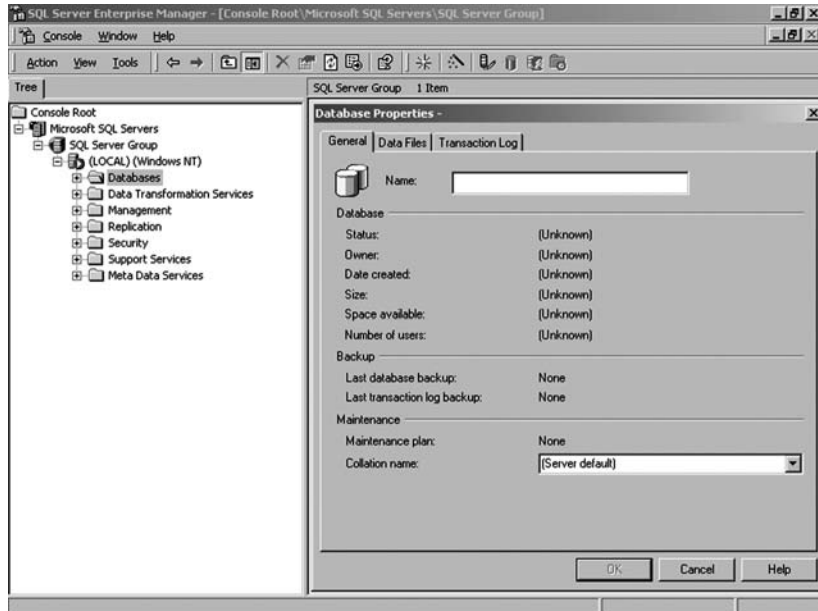 SQL Server Enterprise Manager - [Console Root\Microsoft SQL Servers\SQL Server Group]
Console Window Help
Action View Tools
Tree
SQL Server Group 1 Item
Console Root
Microsoft SQL Servers
SQL Server Group
(LOCAL) (Windows NT)
Databases
Data Transformation Services
Management
Replication
Security
Support Services
Meta Data Services
Database Properties -
General Data Files Transaction Log
Name:
Database
Status: (Unknown)
Owner: (Unknown)
Date created: (Unknown)
Size: (Unknown)
Space available: (Unknown)
Number of users: (Unknown)
Backup
Last database backup: None
Last transaction log backup: None
Maintenance
Maintenance plan: None
Collation name: (Server default)
OK Cancel Help